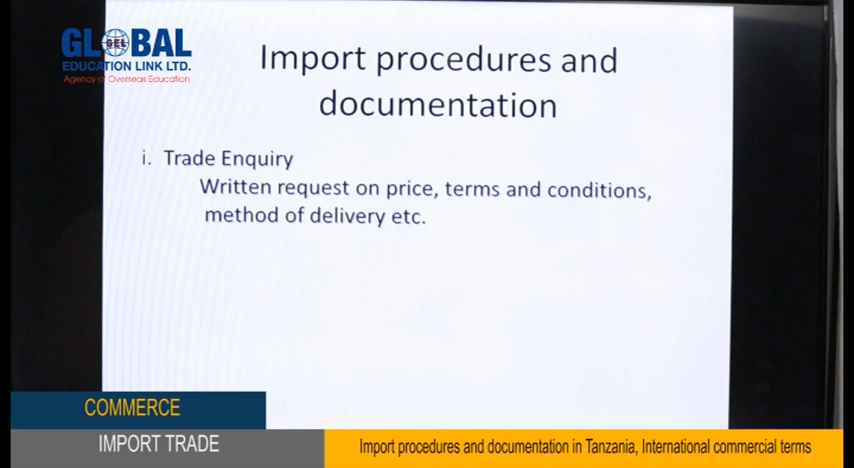 GLOBAL
GEL
EDUCATION LINK LTD.
Agency of Overseas Education
Import procedures and
documentation
i. Trade Enquiry
Written request on price, terms and conditions,
method of delivery etc.
COMMERCE
IMPORT TRADE
Import procedures and documentation in Tanzania, International commercial terms